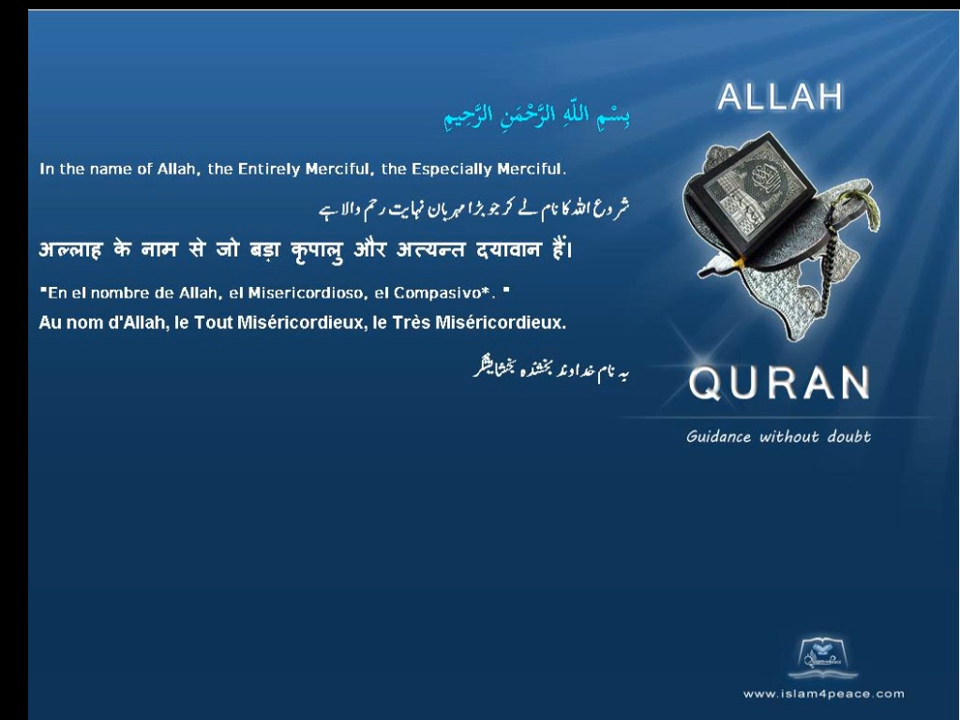 بِسْمِ اللَّهِ الرَّحْمَنِ الرَّحِيمِ
In the name of Allah, the Entirely Merciful, the Especially Merciful.
شروع اللہ کا نام لے کر جو بڑا مہربان نہایت رحم والا ہے
अल्लाह के नाम से जो बड़ा कृपालु और अत्यन्त दयावान हैं।
"En el nombre de Allah, el Misericordioso, el Compasivo*. "
Au nom d'Allah, le Tout Miséricordieux, le Très Miséricordieux.
به نام خداوند بخشنده بخشایشگر
ALLAH
QURAN
Guidance without doubt
www.islam4peace.com